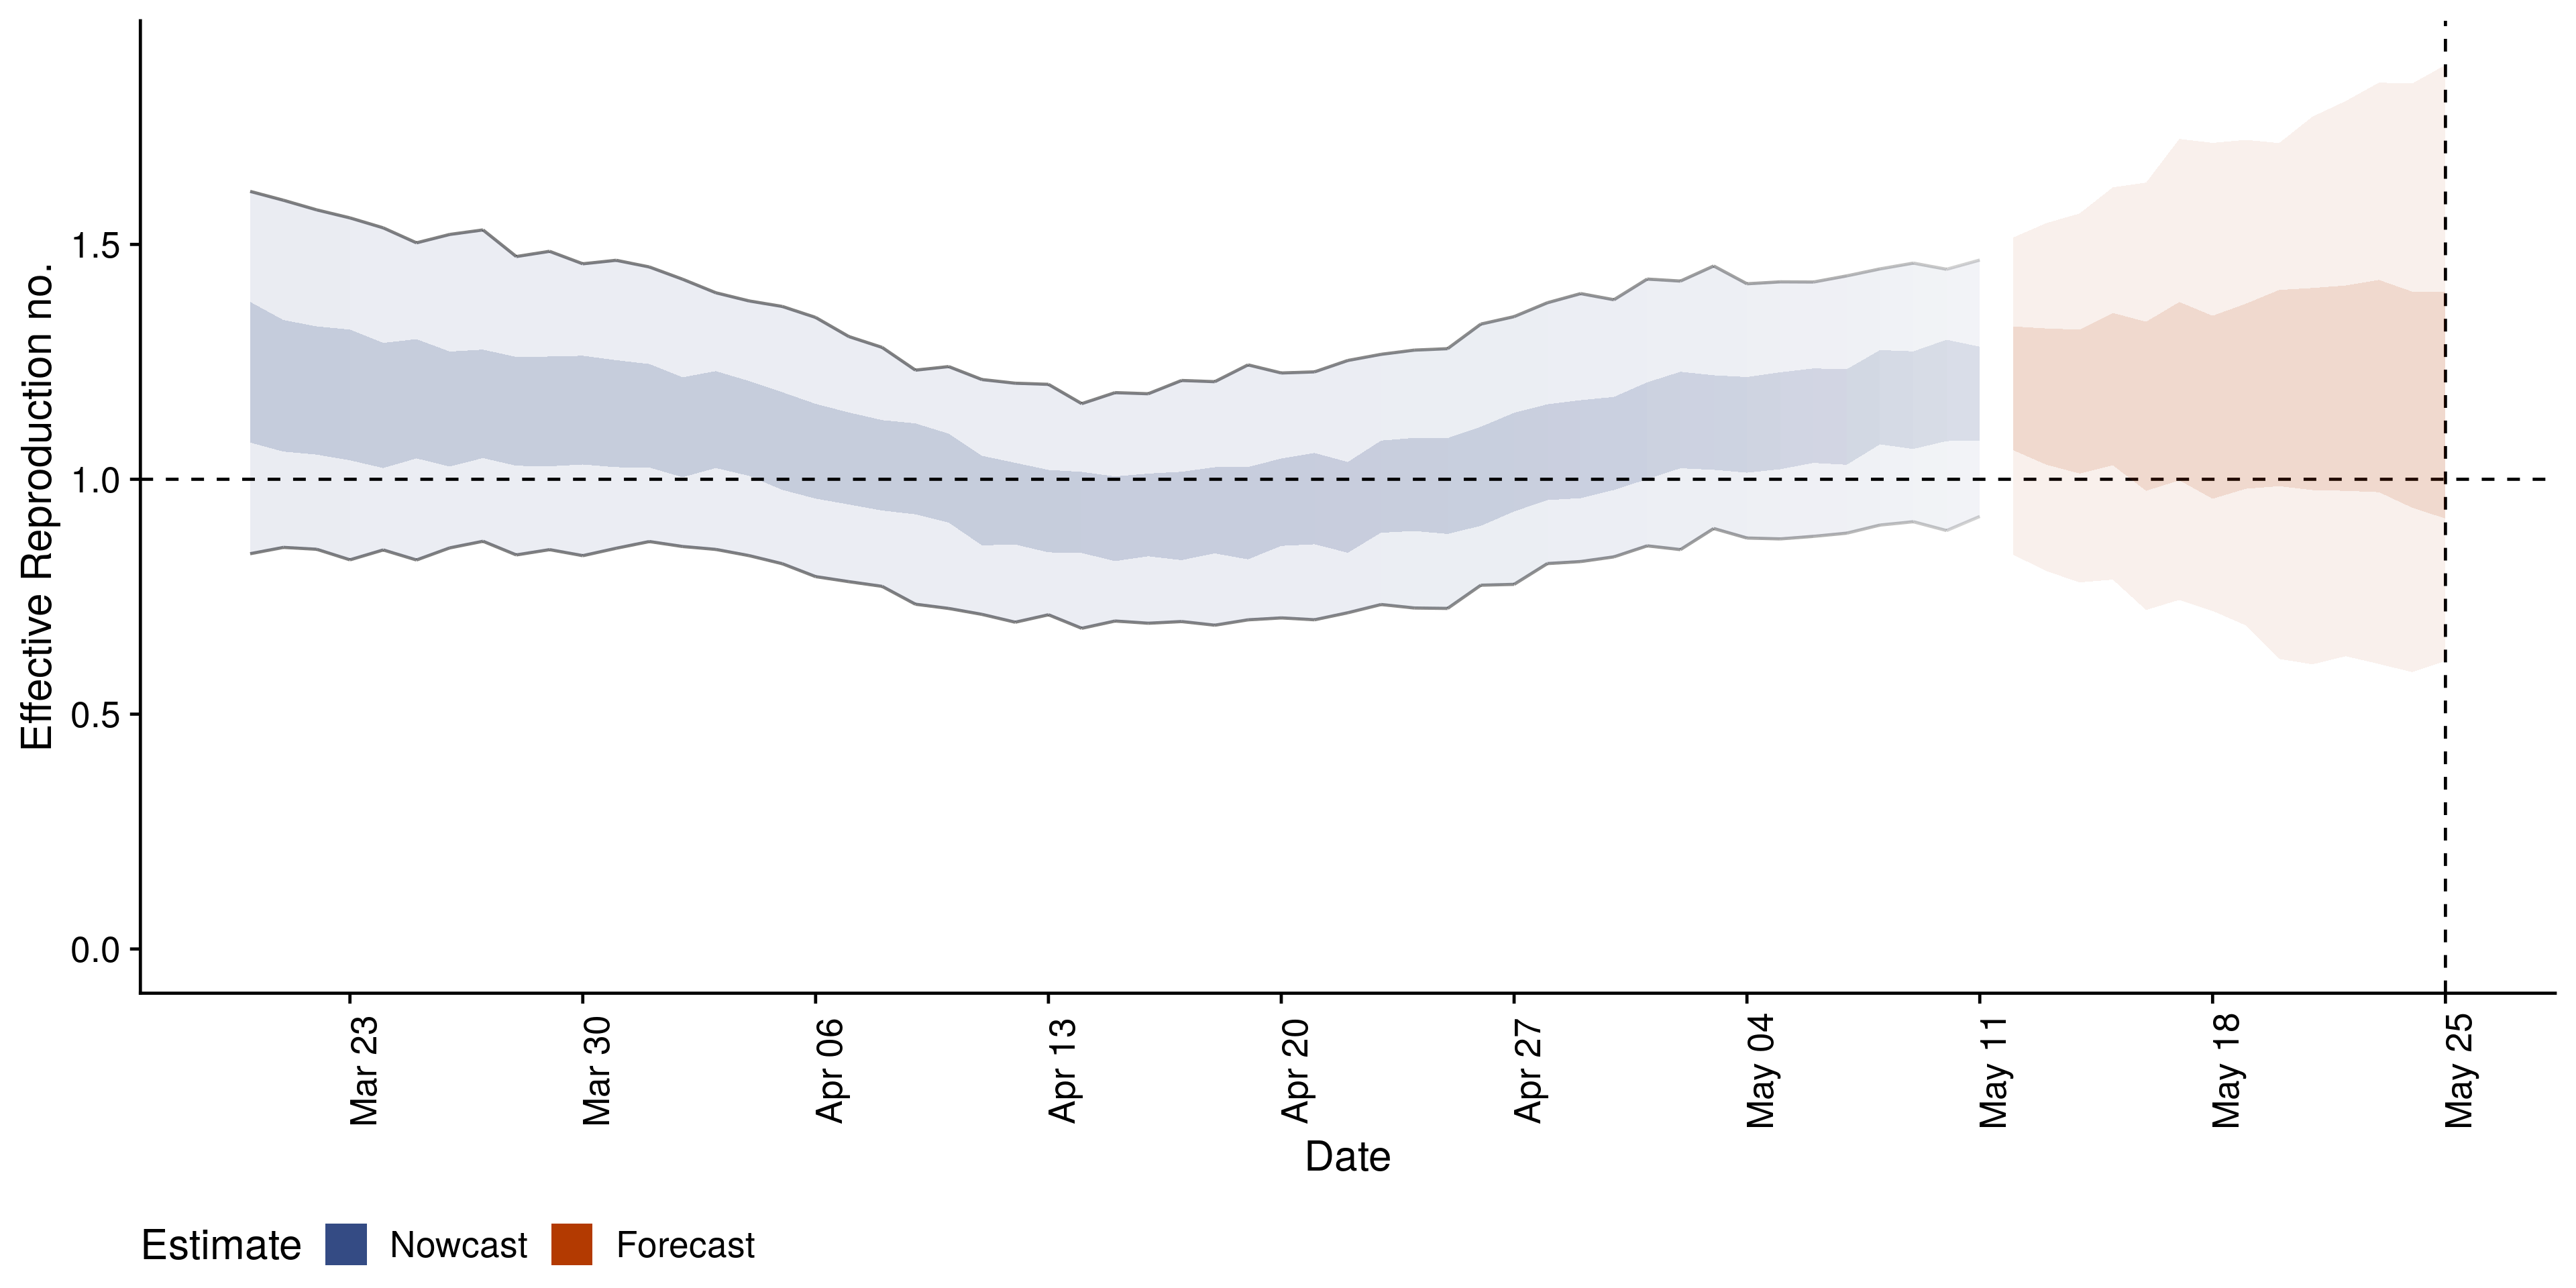 Effective Reproduction no.
1.5
1.0
0.5
0.0
Mar 23
Mar 30
Apr 06
Apr 13
Apr 20
Apr 27
May 04
May 11
May 18
May 25
Date
Estimate Nowcast Forecast